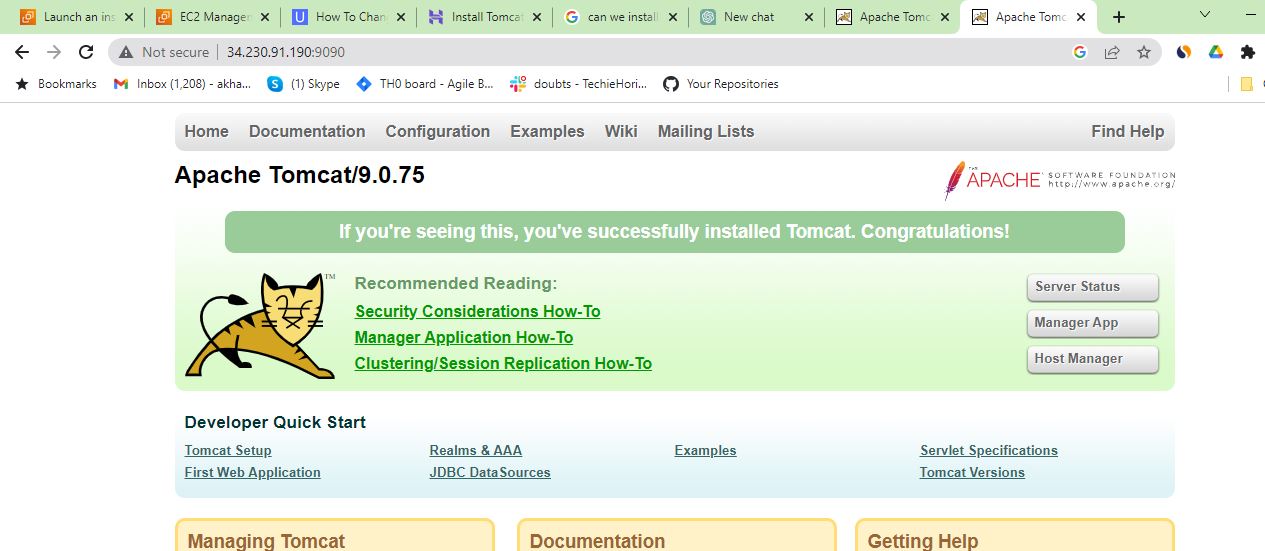 Launch an ins
EC2 Managem
How To Chan
Install Tomcat
can we install
New chat
Apache Tomc
Apache Tomc
Not secure 34.230.91.190:9090
Bookmarks Inbox (1,208) - akha... (1) Skype TH0 board - Agile B... doubts - TechieHori... Your Repositories
Home Documentation Configuration Examples Wiki Mailing Lists Find Help
Apache Tomcat/9.0.75
THE APACHE SOFTWARE FOUNDATION
http://www.apache.org/
If you're seeing this, you've successfully installed Tomcat. Congratulations!
TM
Recommended Reading:
Security Considerations How-To
Manager Application How-To
Clustering/Session Replication How-To
Server Status
Manager App
Host Manager
Developer Quick Start
Tomcat Setup
First Web Application
Realms & AAA
JDBC DataSources
Examples
Servlet Specifications
Tomcat Versions
Managing Tomcat
Documentation
Getting Help